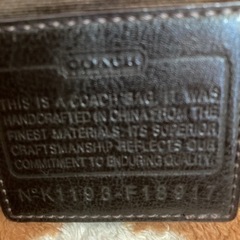 COACH
THIS IS A COACH BAG. IT WAS
HANDCRAFTED IN CHINA FROM THE
FINEST MATERIALS. ITS SUPERIOR
CRAFTSMANSHIP REFLECTS OUR
COMMITMENT TO ENDURING QUALITY.